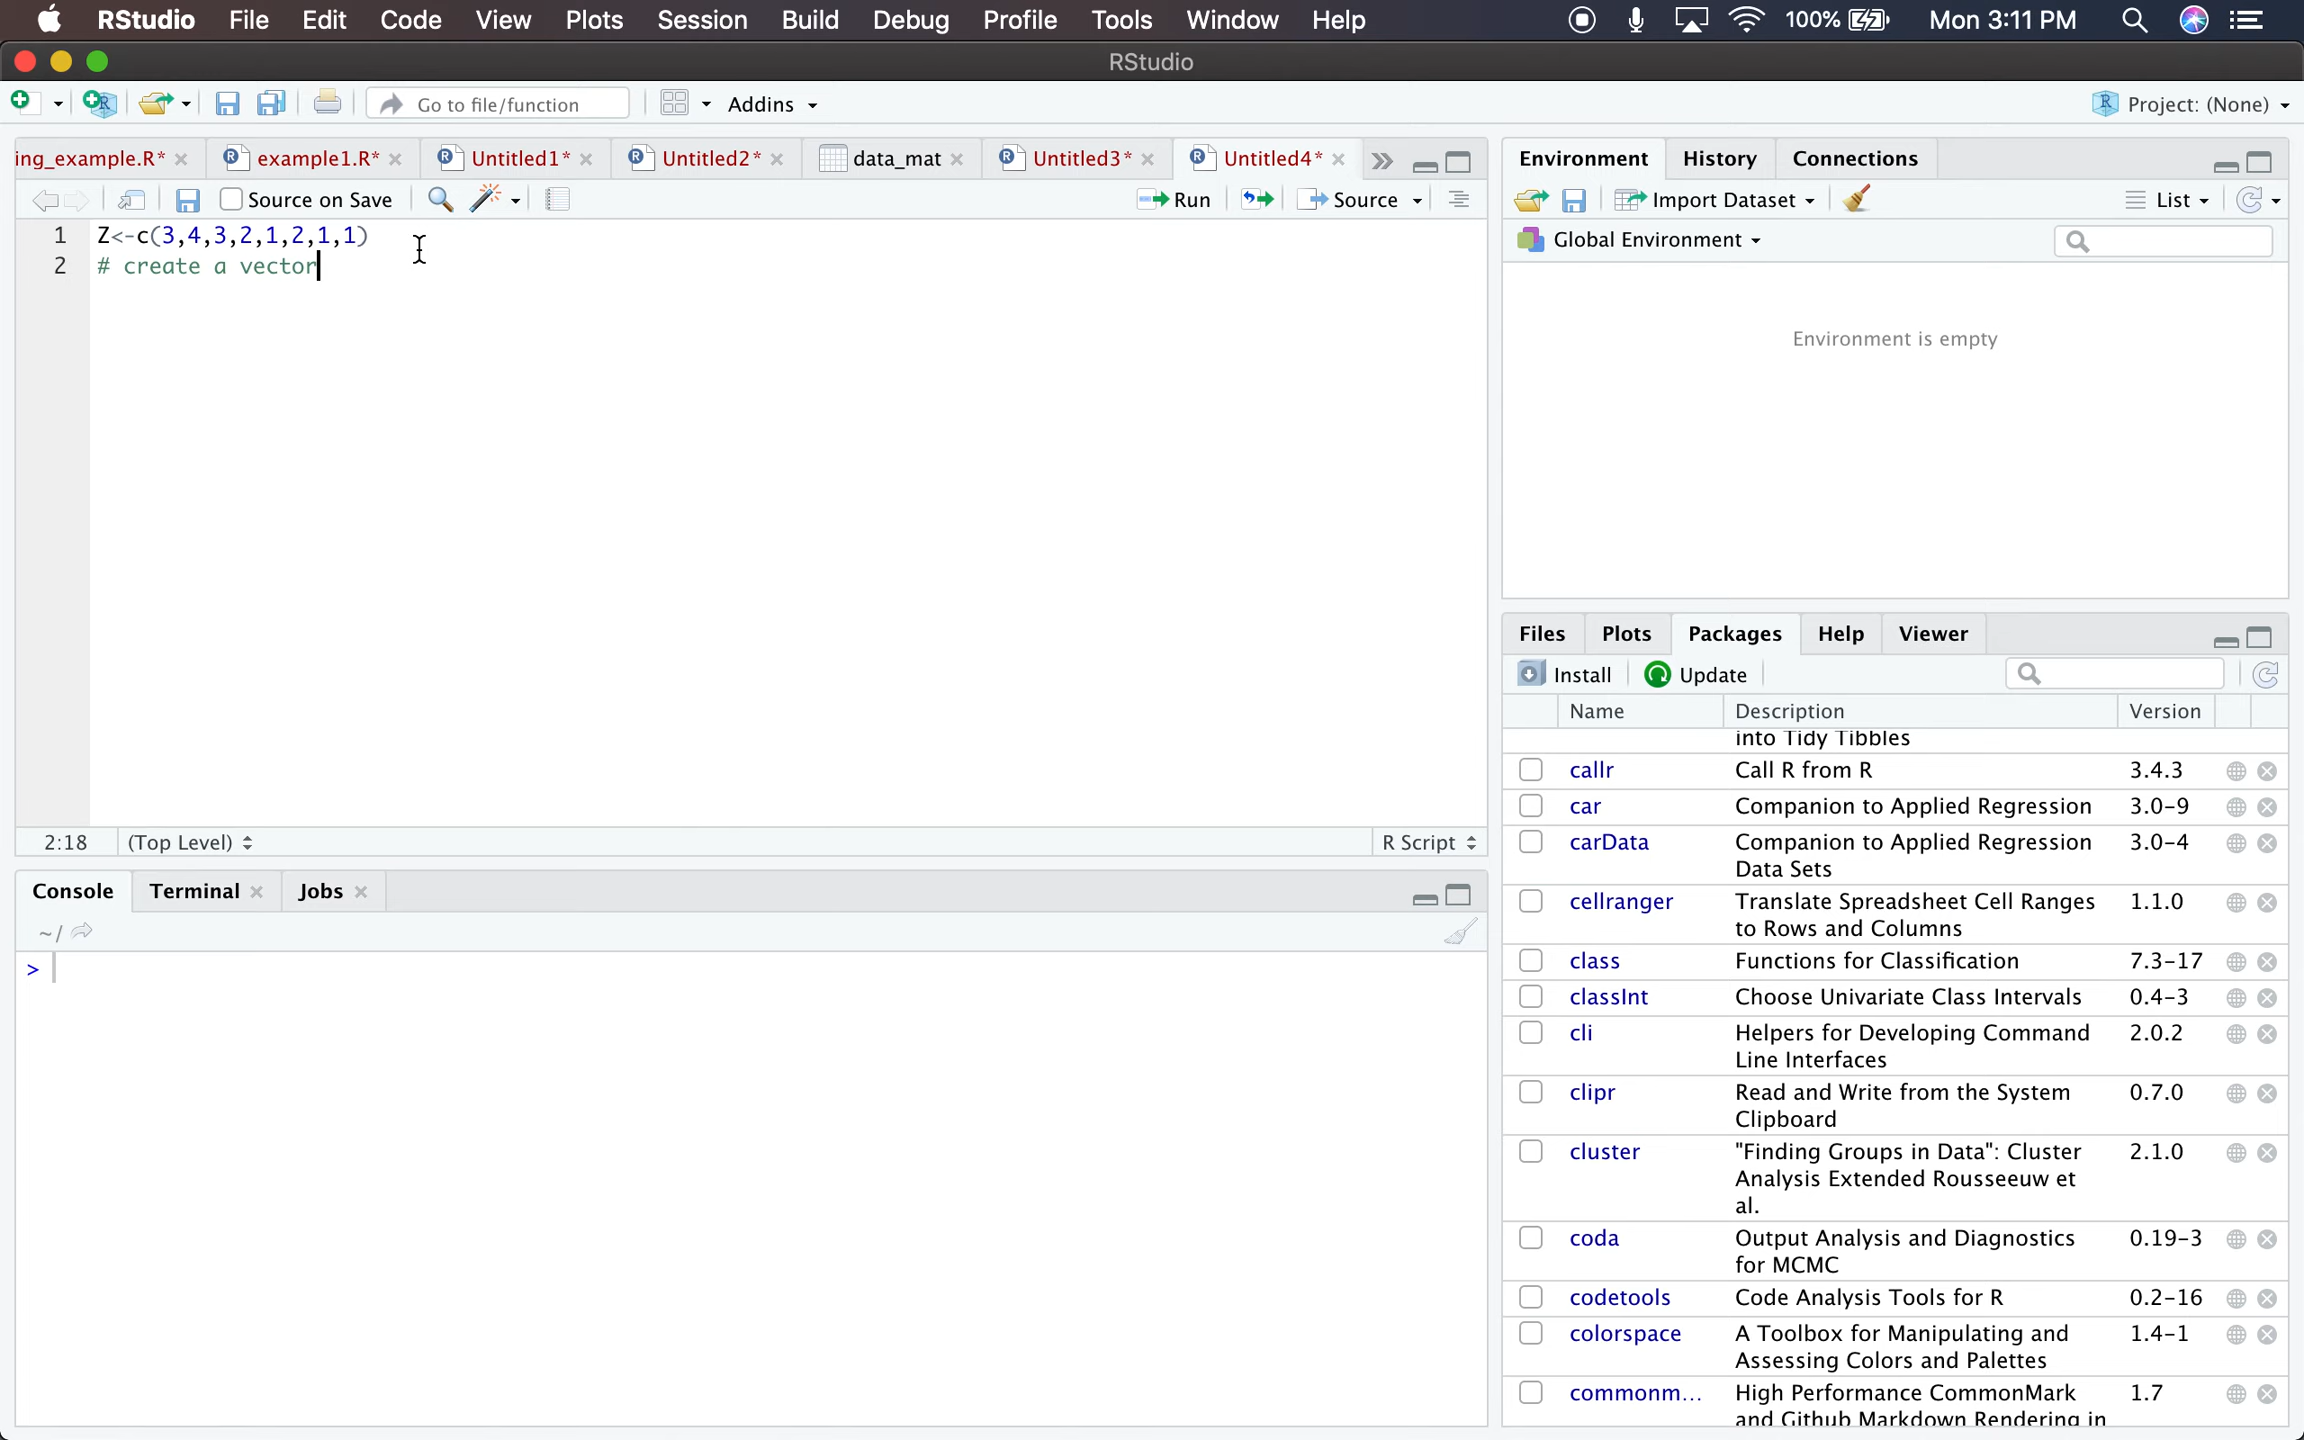 RStudio File Edit Code View Plots Session Build Debug Profile Tools Window Help 100% Mon 3:11 PM
RStudio
Go to file/function Addins Project: (None)
ing_example.R* example1.R* Untitled1* Untitled2* data_mat Untitled3* Untitled4*
Source on Save Run Source
1 Z<-c(3,4,3,2,1,2,1,1)
2 # create a vector
2:18 (Top Level) R Script
Console Terminal Jobs
~/
>
Environment History Connections
Import Dataset List
Global Environment
Environment is empty
Files Plots Packages Help Viewer
Install Update
Name Description Version
into Tidy Tibbles
callr Call R from R 3.4.3
car Companion to Applied Regression 3.0-9
carData Companion to Applied Regression 3.0-4
Data Sets
cellranger Translate Spreadsheet Cell Ranges 1.1.0
to Rows and Columns
class Functions for Classification 7.3-17
classInt Choose Univariate Class Intervals 0.4-3
cli Helpers for Developing Command 2.0.2
Line Interfaces
clipr Read and Write from the System 0.7.0
Clipboard
cluster "Finding Groups in Data": Cluster 2.1.0
Analysis Extended Rousseeuw et
al.
coda Output Analysis and Diagnostics 0.19-3
for MCMC
codetools Code Analysis Tools for R 0.2-16
colorspace A Toolbox for Manipulating and 1.4-1
Assessing Colors and Palettes
commonm... High Performance CommonMark 1.7
and Github Markdown Rendering in